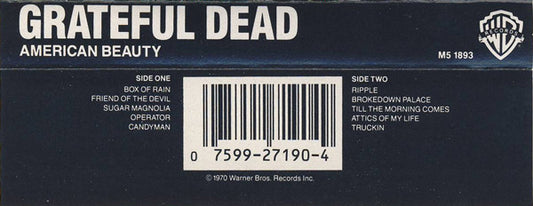 GRATEFUL DEAD
AMERICAN BEAUTY
WB
RECORDS
M5 1893
SIDE ONE
BOX OF RAIN
FRIEND OF THE DEVIL
SUGAR MAGNOLIA
OPERATOR
CANDYMAN
SIDE TWO
RIPPLE
BROKEDOWN PALACE
TILL THE MORNING COMES
ATTICS OF MY LIFE
TRUCKIN
0 7599-27190-4
© 1970 Warner Bros. Records Inc.